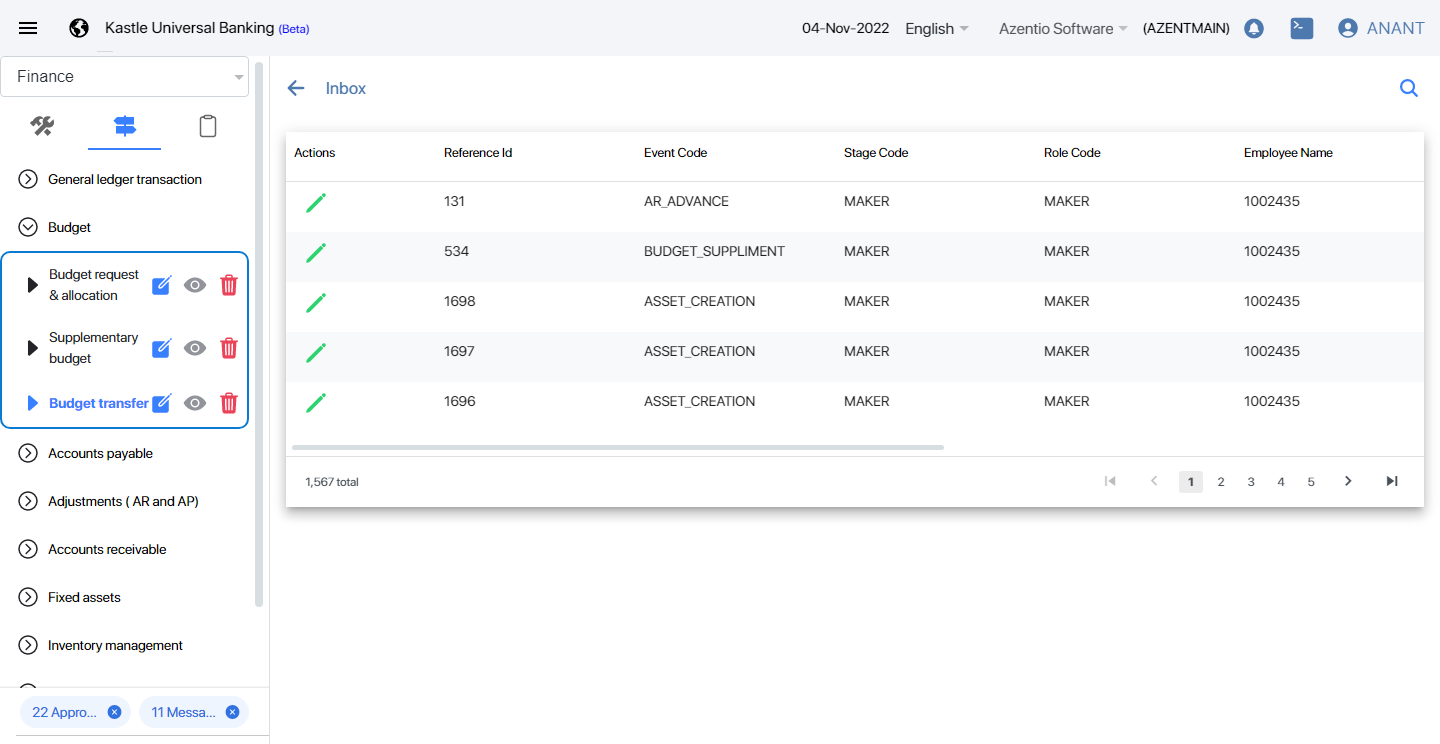 Kastle Universal Banking (Beta)
04-Nov-2022 English Azentio Software (AZENTMAIN) ANANT
Finance
General ledger transaction
Budget
Budget request
& allocation
Supplementary
budget
Budget transfer
Accounts payable
Adjustments ( AR and AP)
Accounts receivable
Fixed assets
Inventory management
22 Appro... 11 Messa...
Inbox
Actions Reference Id Event Code Stage Code Role Code Employee Name
131 AR_ADVANCE MAKER MAKER 1002435
534 BUDGET_SUPPLIMENT MAKER MAKER 1002435
1698 ASSET_CREATION MAKER MAKER 1002435
1697 ASSET_CREATION MAKER MAKER 1002435
1696 ASSET_CREATION MAKER MAKER 1002435
1,567 total 1 2 3 4 5